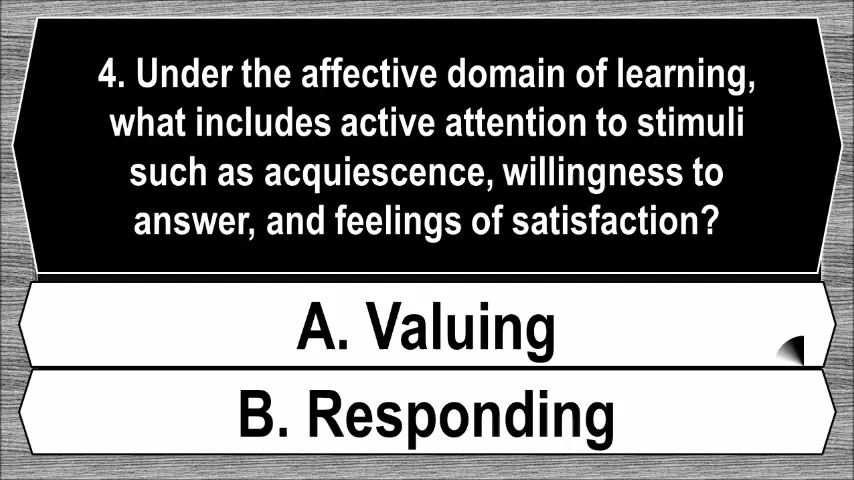 4. Under the affective domain of learning,
what includes active attention to stimuli
such as acquiescence, willingness to
answer, and feelings of satisfaction?
A. Valuing
B. Responding